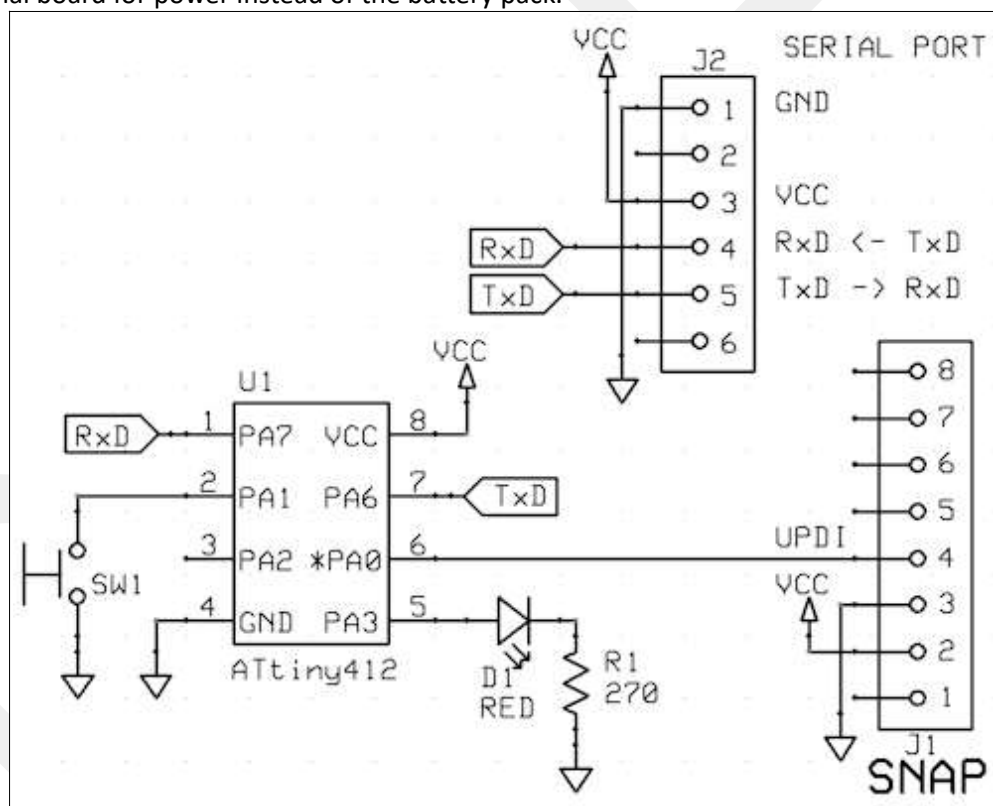 ial board for power instead of the battery pack.
VCC
SERIAL PORT
J2
1 GND
2
3 VCC
RxD 4 RxD <- TxD
TxD 5 TxD -> RxD
6
VCC
U1
8
RxD 1 PA7 VCC 8
7
2 PA1 PA6 7 TxD
6
5
3 PA2 *PA0 6 UPDI 4
SW1
VCC
3
4 GND PA3 5
2
ATtiny412
D1
RED
R1
270
1
J1
SNAP